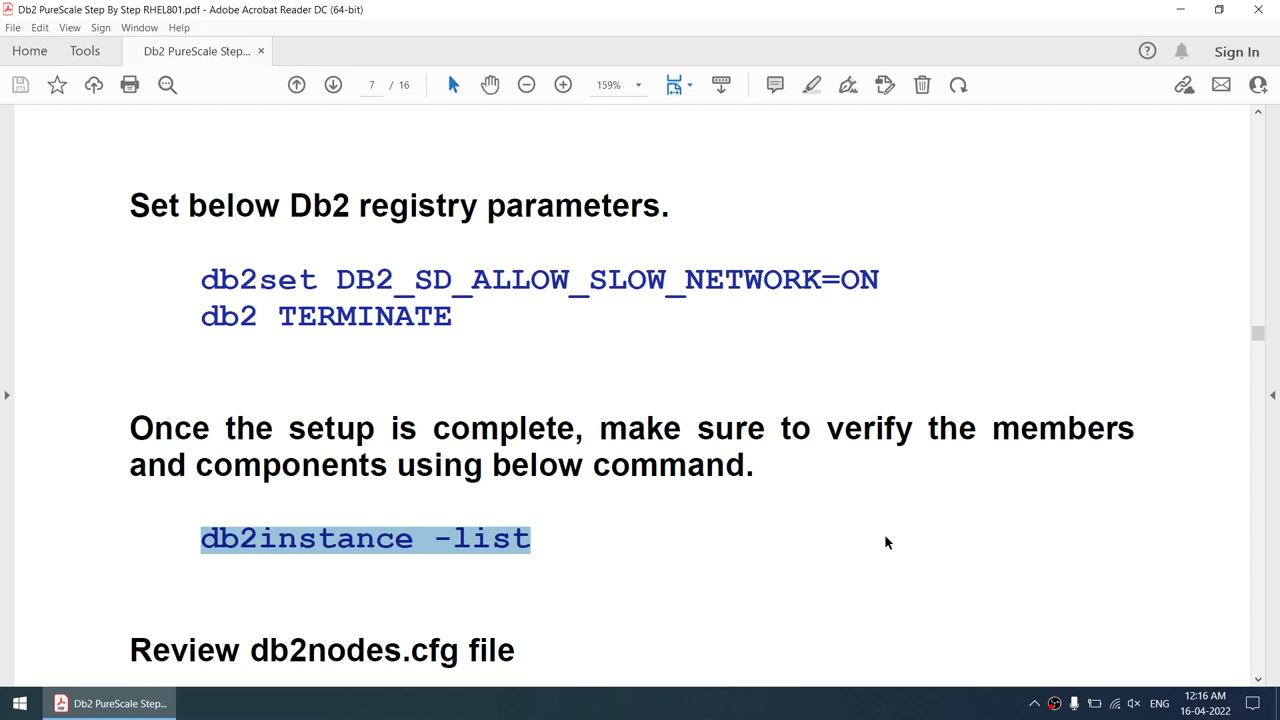 Db2 PureScale Step By Step RHEL801.pdf - Adobe Acrobat Reader DC (64-bit)
File Edit View Sign Window Help
Home Tools Db2 PureScale Step... × Sign In
7 / 16 159%
Set below Db2 registry parameters.
db2set DB2_SD_ALLOW_SLOW_NETWORK=ON
db2 TERMINATE
Once the setup is complete, make sure to verify the members
and components using below command.
db2instance -list
Review db2nodes.cfg file
Db2 PureScale Step... ENG 12:16 AM
16-04-2022